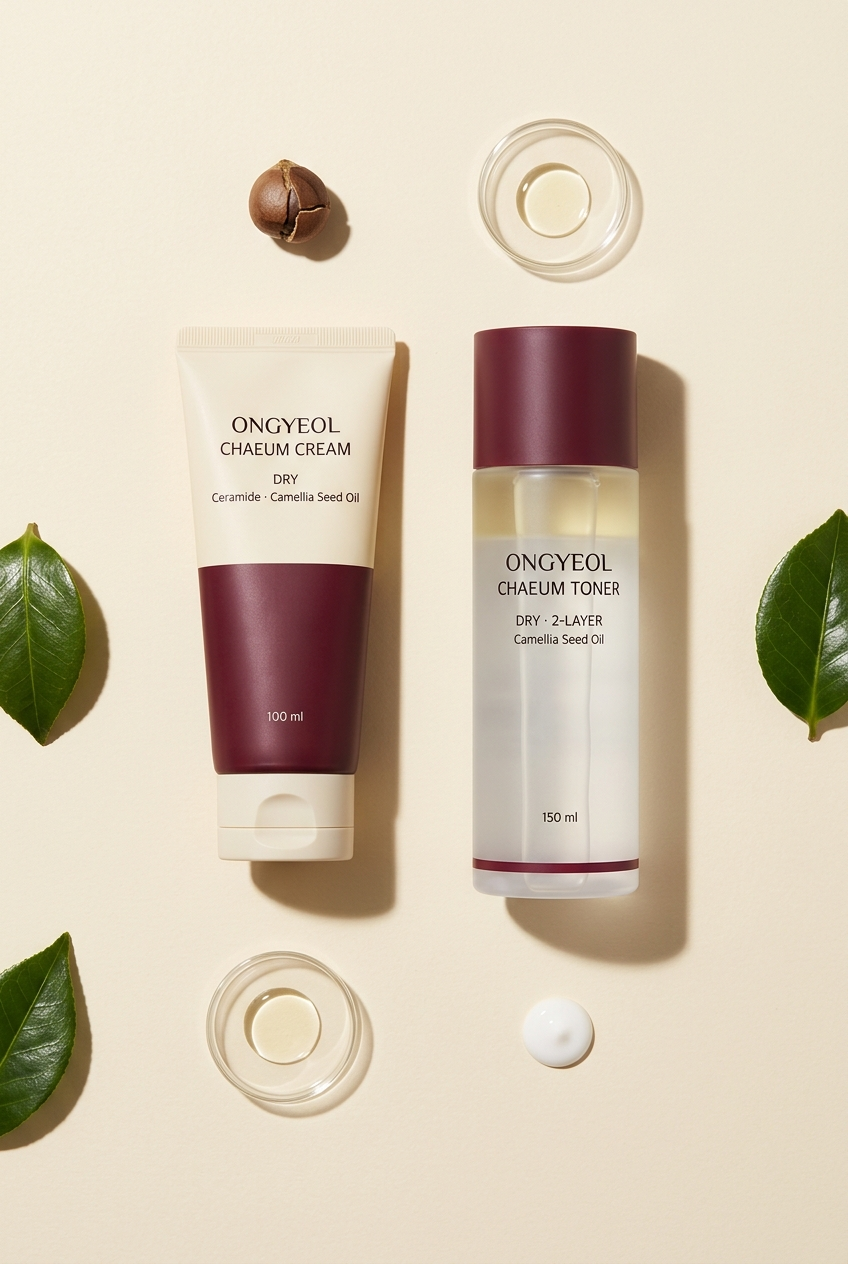 ONGYEOL
CHAEUM CREAM
DRY
Ceramide · Camellia Seed Oil
100 ml
ONGYEOL
CHAEUM TONER
DRY · 2-LAYER
Camellia Seed Oil
150 ml